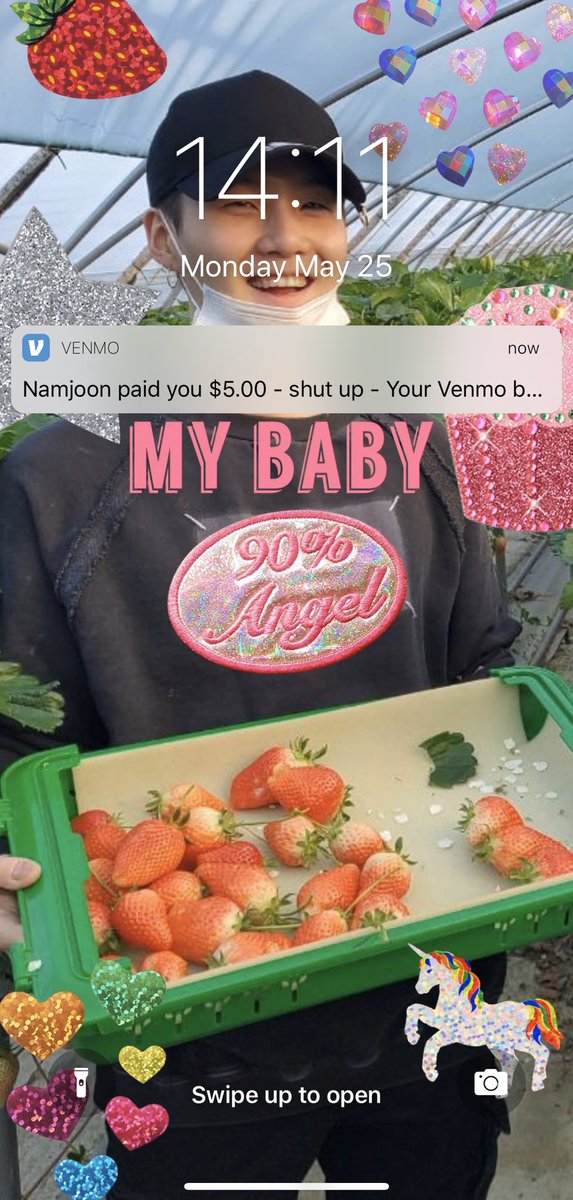 14:11
Monday May 25
VENMO
now
Namjoon paid you $5.00 - shut up - Your Venmo b...
MY BABY
90%
Angel
Swipe up to open